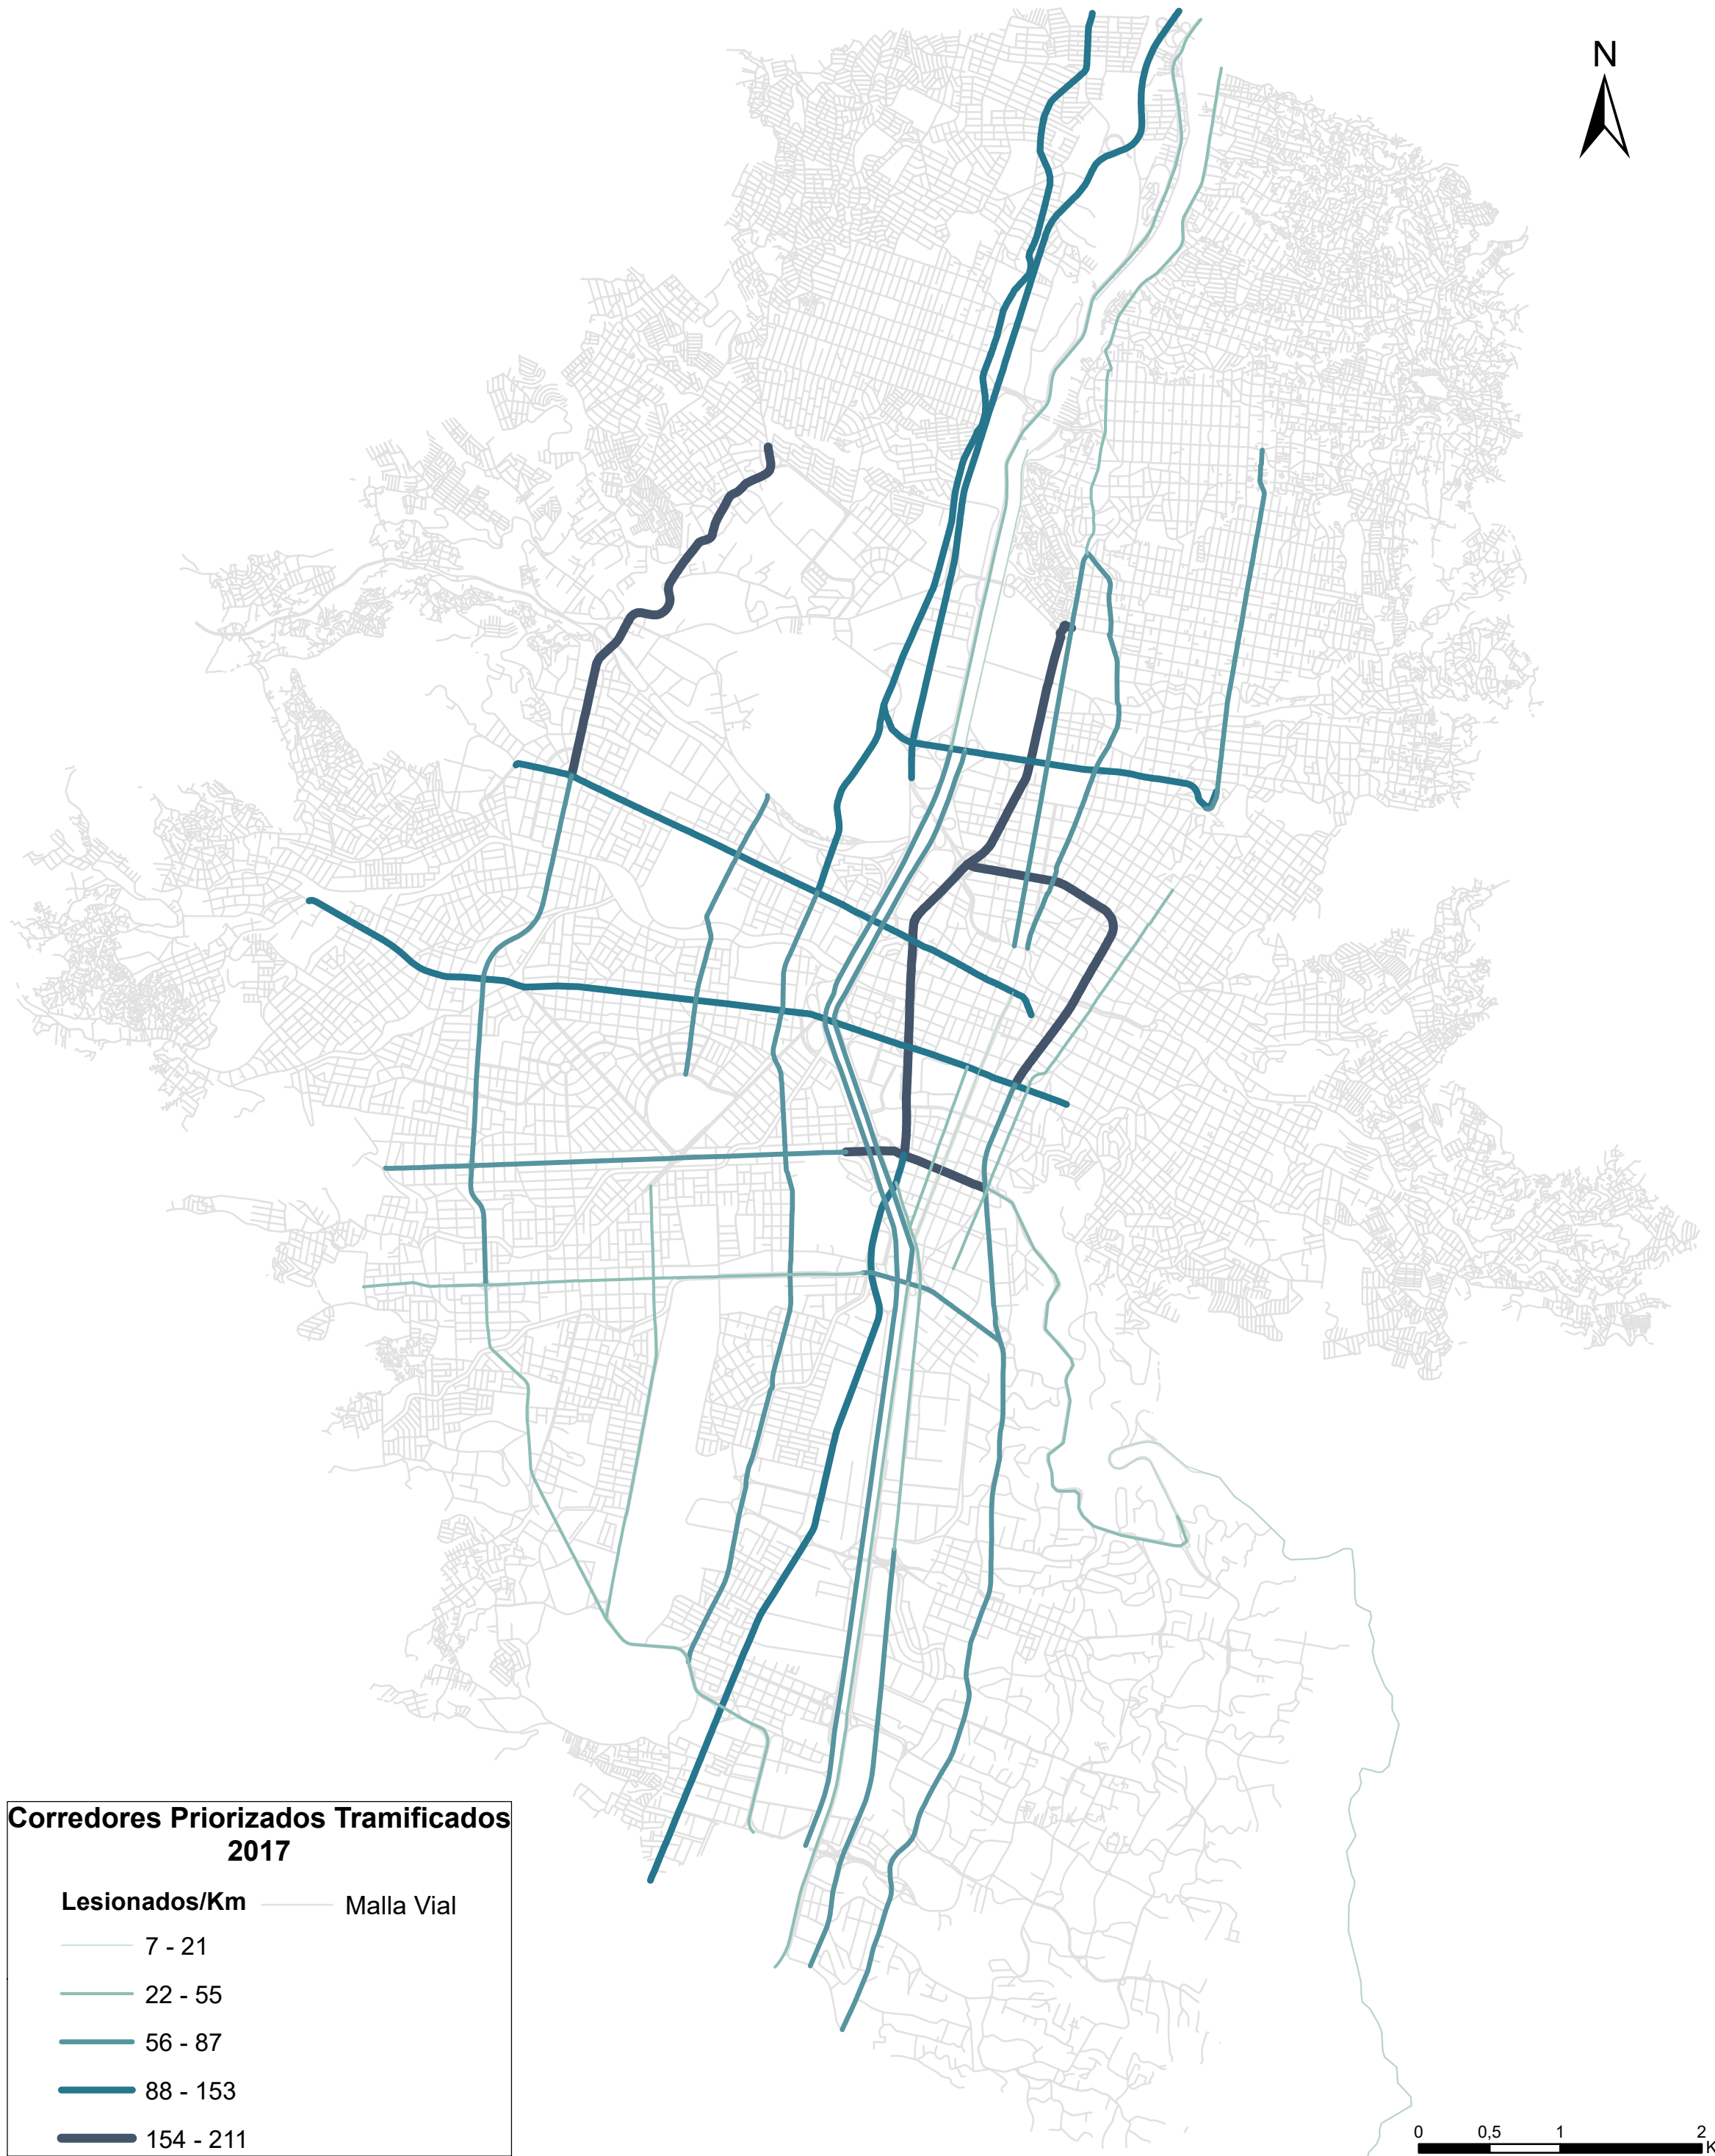 N
Corredores Priorizados Tramificados
2017
Lesionados/Km
Malla Vial
7 - 21
22 - 55
56 - 87
88 - 153
154 - 211
0 0,5 1 2
K